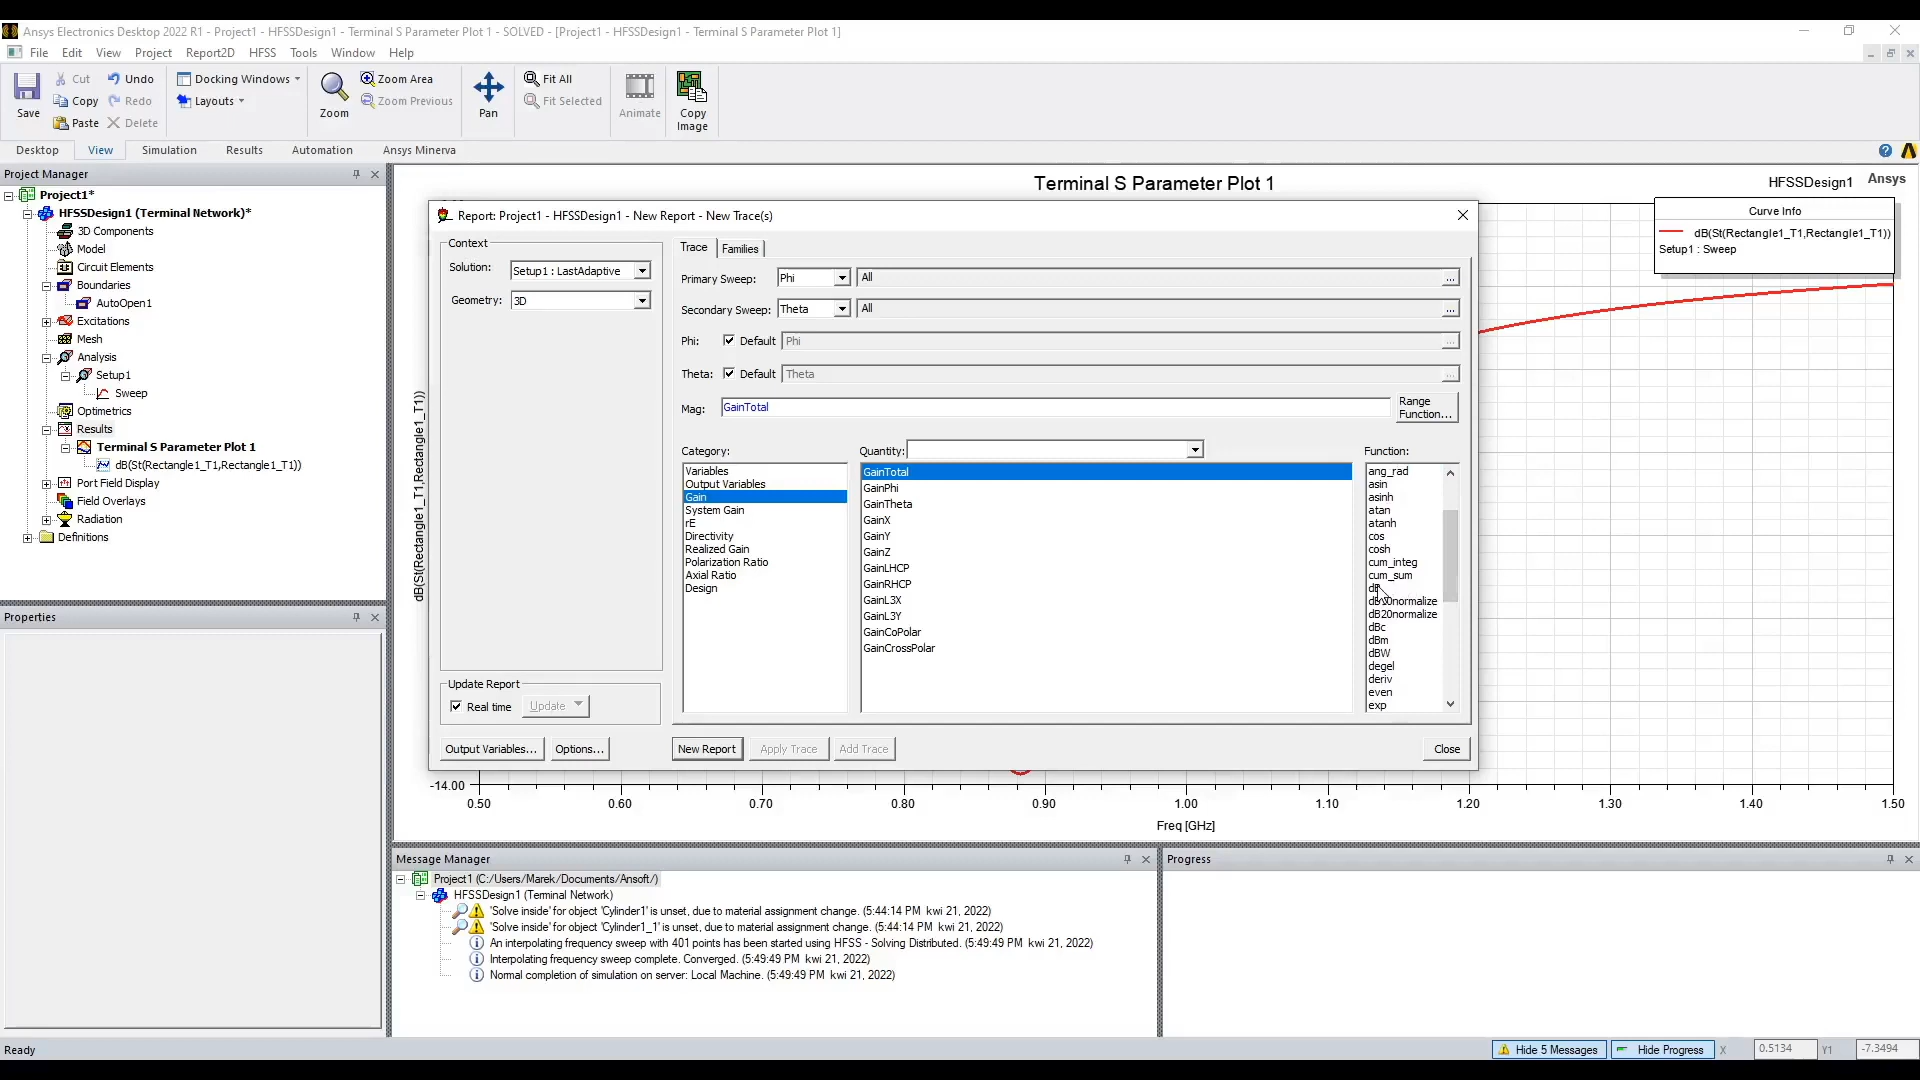 Ansys Electronics Desktop 2022 R1 - Project1 - HFSSDesign1 - Terminal S Parameter Plot 1 - SOLVED - [Project1 - HFSSDesign1 - Terminal S Parameter Plot 1]
File Edit View Project Report2D HFSS Tools Window Help
Save
Cut
Copy
Paste
Undo
Redo
Delete
Docking Windows
Layouts
Zoom
Zoom Area
Zoom Previous
Pan
Fit All
Fit Selected
Animate
Copy
Image
Desktop View Simulation Results Automation Ansys Minerva
Project Manager
Project1*
HFSSDesign1 (Terminal Network)*
3D Components
Model
Circuit Elements
Boundaries
AutoOpen1
Excitations
Mesh
Analysis
Setup1
Sweep
Optimetrics
Results
Terminal S Parameter Plot 1
dB(St(Rectangle1_T1,Rectangle1_T1))
Port Field Display
Field Overlays
Radiation
Definitions
Properties
Terminal S Parameter Plot 1
HFSSDesign1
Ansys
Curve Info
dB(St(Rectangle1_T1,Rectangle1_T1))
Setup1 : Sweep
dB(St(Rectangle1_T1,Rectangle1_T1))
-14.00
0.50 0.60 0.70 0.80 0.90 1.00 1.10 1.20 1.30 1.40 1.50
Freq [GHz]
Report: Project1 - HFSSDesign1 - New Report - New Trace(s)
Context
Solution: Setup1 : LastAdaptive
Geometry: 3D
Update Report
Real time Update
Output Variables... Options...
Trace Families
Primary Sweep: Phi All ...
Secondary Sweep: Theta All ...
Phi: Default Phi ...
Theta: Default Theta ...
Mag: GainTotal
Range
Function...
Category:
Variables
Output Variables
Gain
System Gain
rE
Directivity
Realized Gain
Polarization Ratio
Axial Ratio
Design
Quantity:
GainTotal
GainPhi
GainTheta
GainX
GainY
GainZ
GainLHCP
GainRHCP
GainL3X
GainL3Y
GainCoPolar
GainCrossPolar
Function:
ang_rad
asin
asinh
atan
atanh
cos
cosh
cum_integ
cum_sum
dB20normalize
dBc
dBm
dBW
degel
deriv
even
exp
New Report Apply Trace Add Trace Close
Message Manager
Project1 (C:/Users/Marek/Documents/Ansoft/)
HFSSDesign1 (Terminal Network)
'Solve inside' for object 'Cylinder1' is unset, due to material assignment change. (5:44:14 PM kwi 21, 2022)
'Solve inside' for object 'Cylinder1_1' is unset, due to material assignment change. (5:44:14 PM kwi 21, 2022)
An interpolating frequency sweep with 401 points has been started using HFSS - Solving Distributed. (5:49:49 PM kwi 21, 2022)
Interpolating frequency sweep complete. Converged. (5:49:49 PM kwi 21, 2022)
Normal completion of simulation on server: Local Machine. (5:49:49 PM kwi 21, 2022)
Progress
Ready
Hide 5 Messages Hide Progress X 0.5134 Y1 -7.3494